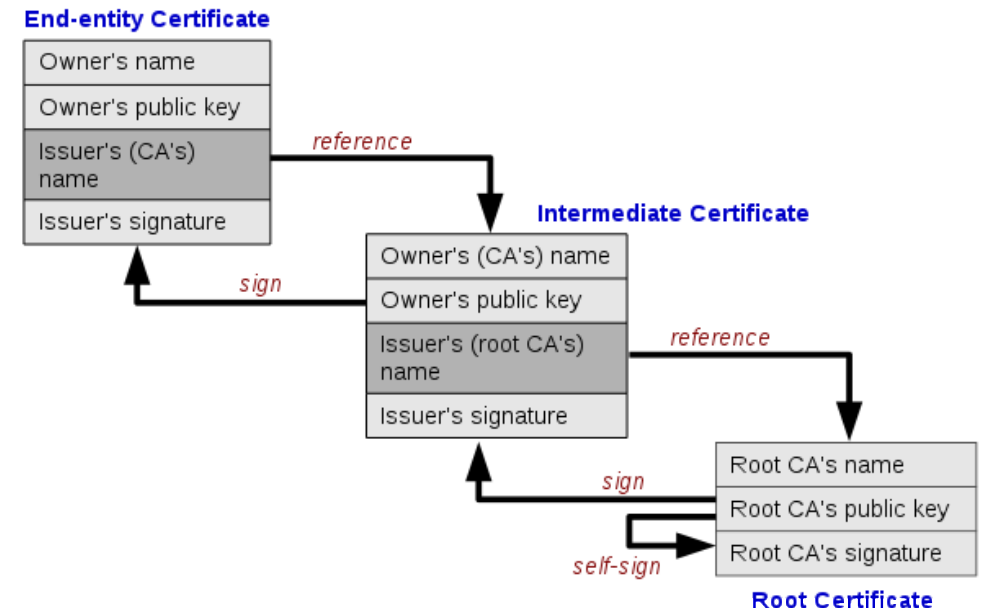 End-entity Certificate
Owner's name
Owner's public key
Issuer's (CA's)
name
Issuer's signature
reference
sign
Intermediate Certificate
Owner's (CA's) name
Owner's public key
Issuer's (root CA's)
name
Issuer's signature
reference
sign
self-sign
Root CA's name
Root CA's public key
Root CA's signature
Root Certificate